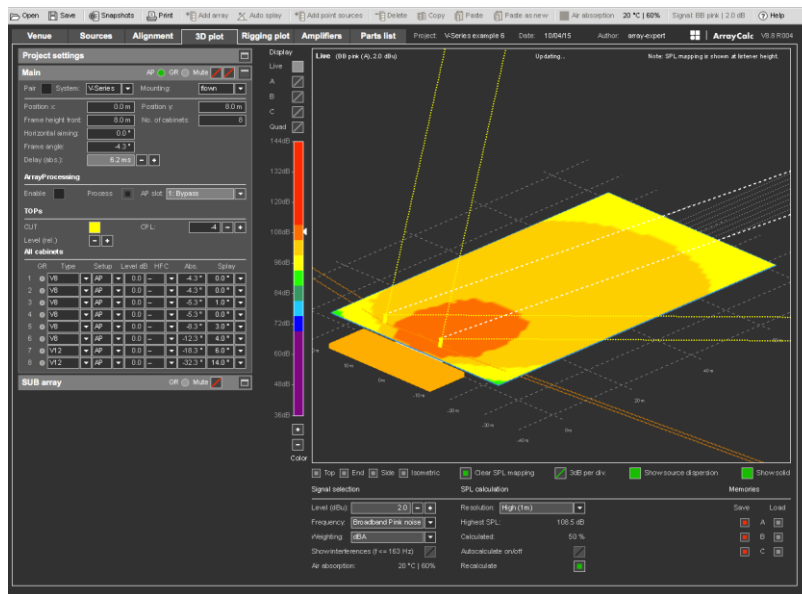 Open Save Snapshots Print Add array Auto splay Add point sources Delete Copy Paste Paste as new Air absorption 20 °C | 60% Signal: BB pink | 2.0 dB Help
Venue Sources Alignment 3D plot Rigging plot Amplifiers Parts list Project: V-Series example 6 Date: 10/04/15 Author: array-expert ArrayCalc V8.8 R004
Project settings
Main AP GR Mute
Pair System: V-Series Mounting: flown
Position x: 0.0 m Position y: 8.0 m
Frame height front: 8.0 m No. of cabinets: 8
Horizontal aiming: 0.0 °
Frame angle: -4.3 °
Delay (abs.): 6.2 ms - +
ArrayProcessing
Enable Process AP slot 1: Bypass
TOPs
CUT CPL: -4 - +
Level (rel.) - +
All cabinets
GR Type Setup Level dB HFC Abs. Splay
1 V8 AP 0.0 – -4.3 ° 0.0 °
2 V8 AP 0.0 – -4.3 ° 0.0 °
3 V8 AP 0.0 – -5.3 ° 1.0 °
4 V8 AP 0.0 – -5.3 ° 0.0 °
5 V8 AP 0.0 – -8.3 ° 3.0 °
6 V8 AP 0.0 – -12.3 ° 4.0 °
7 V12 AP 0.0 – -18.3 ° 6.0 °
8 V12 AP 0.0 – -32.3 ° 14.0 °
SUB array GR Mute
Display
Live
A
B
C
Quad
144dB
132dB
120dB
108dB
96dB
84dB
72dB
60dB
48dB
36dB
+
-
Color
Live (BB pink (A), 2.0 dBu) Updating... Note: SPL mapping is shown at listener height.
Top End Side Isometric Clear SPL mapping 3dB per div. Show source dispersion Show solid
Signal selection SPL calculation Memories
Level (dBu): 2.0 - + Resolution: High (1m) Save Load
Frequency: Broadband Pink noise Highest SPL: 108.5 dB A
Weighting: dBA Calculated: 50 % B
Show interferences (f <= 163 Hz) Autocalculate on/off C
Air absorption: 20 °C | 60% Recalculate